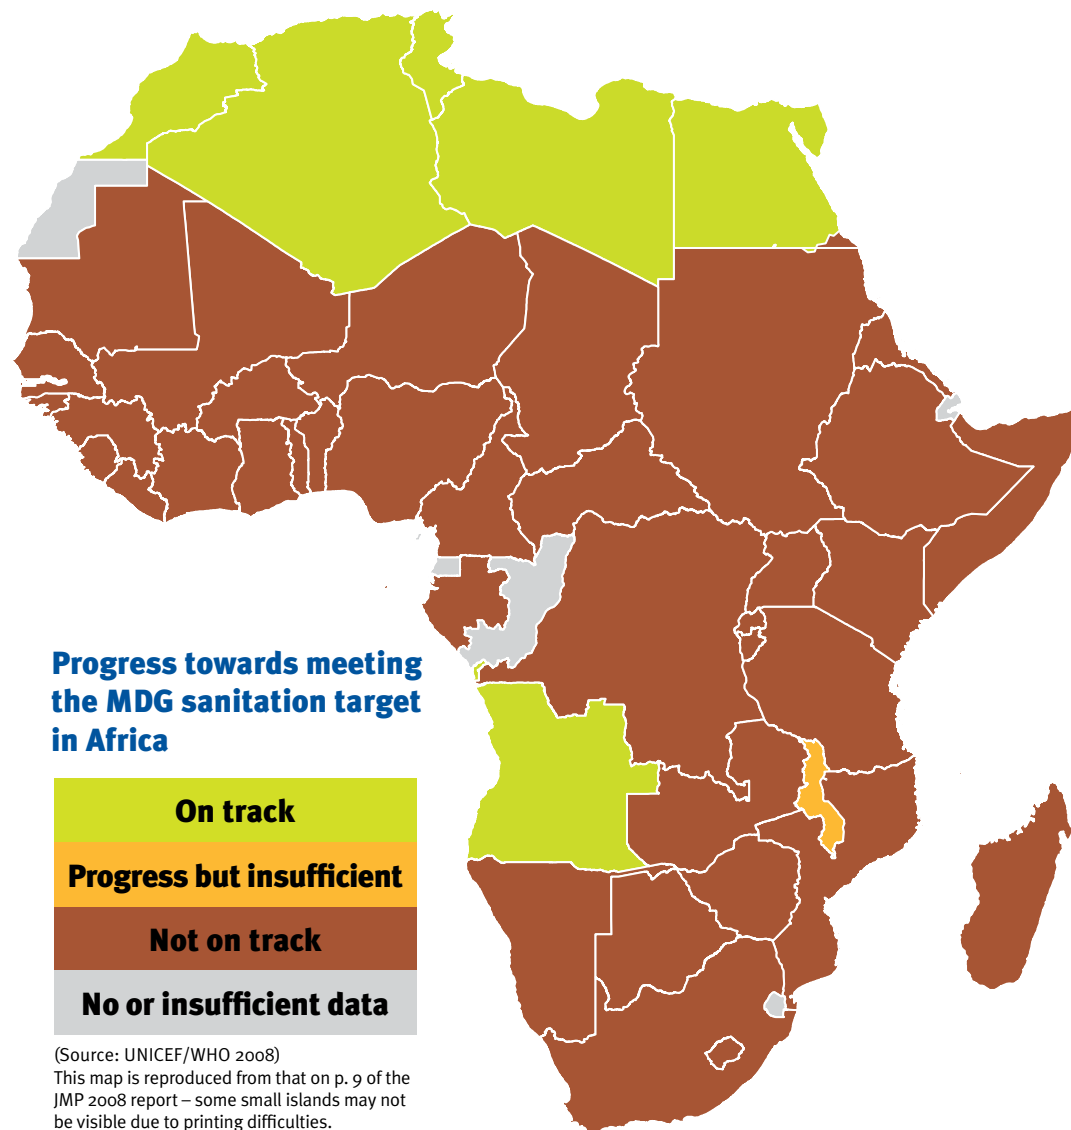 Progress towards meeting
the MDG sanitation target
in Africa
On track
Progress but insufficient
Not on track
No or insufficient data
(Source: UNICEF/WHO 2008)
This map is reproduced from that on p. 9 of the
JMP 2008 report – some small islands may not
be visible due to printing difficulties.